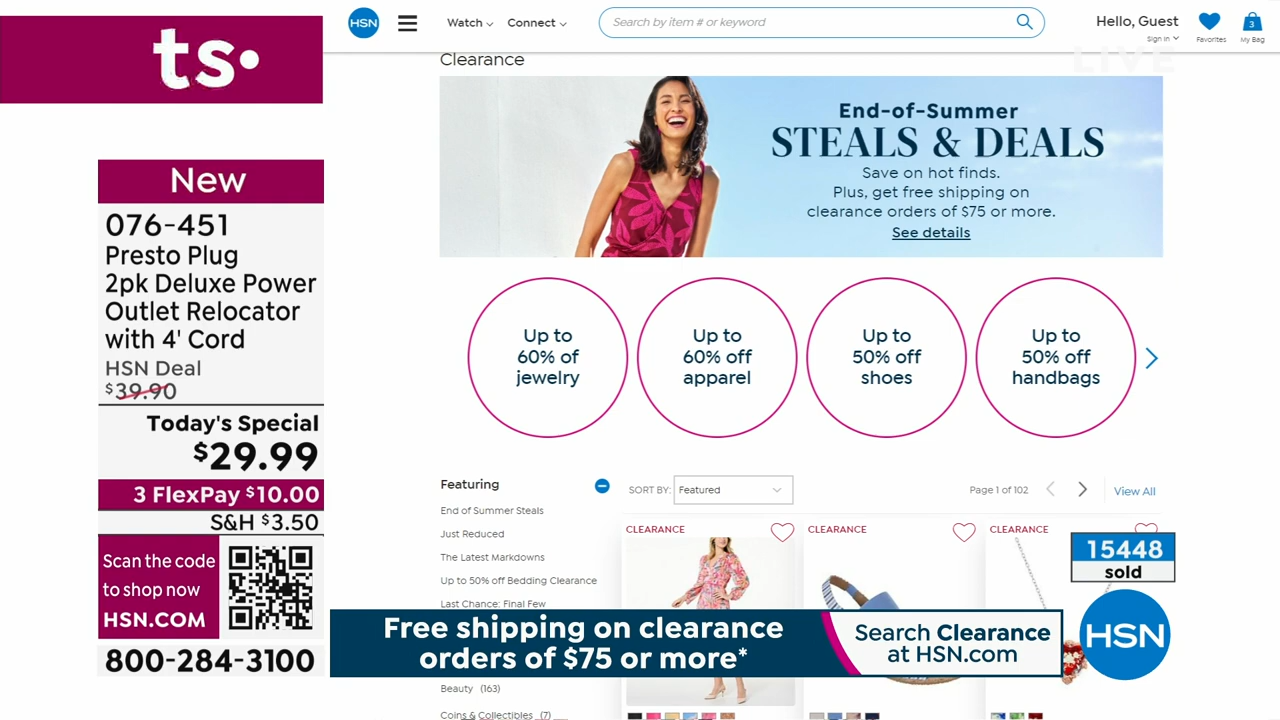 ts.
New
076-451
Presto Plug
2pk Deluxe Power
Outlet Relocator
with 4' Cord
HSN Deal
$39.90
Today's Special
$29.99
3 FlexPay $10.00
S&H $3.50
Scan the code
to shop now
HSN.COM
800-284-3100
HSN
Watch
Connect
Search by item # or keyword
Hello, Guest
Sign In
Favorites
3
My Bag
LIVE
Clearance
End-of-Summer
STEALS & DEALS
Save on hot finds.
Plus, get free shipping on
clearance orders of $75 or more.
See details
Up to
60% of
jewelry
Up to
60% off
apparel
Up to
50% off
shoes
Up to
50% off
handbags
Featuring
End of Summer Steals
Just Reduced
The Latest Markdowns
Up to 50% off Bedding Clearance
Last Chance: Final Few
SORT BY:
Featured
Page 1 of 102
View All
CLEARANCE
CLEARANCE
CLEARANCE
15448
sold
Free shipping on clearance
orders of $75 or more*
Search Clearance
at HSN.com
HSN
Beauty (163)
Coins & Collectibles (7)